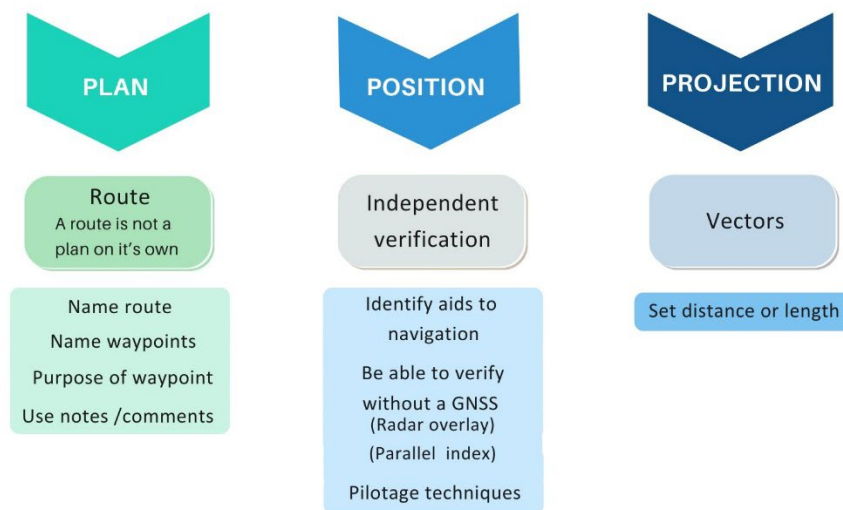 PLAN
Route
A route is not a
plan on it's own
Name route
Name waypoints
Purpose of waypoint
Use notes /comments
POSITION
Independent
verification
Identify aids to
navigation
Be able to verify
without a GNSS
(Radar overlay)
(Parallel index)
Pilotage techniques
PROJECTION
Vectors
Set distance or length